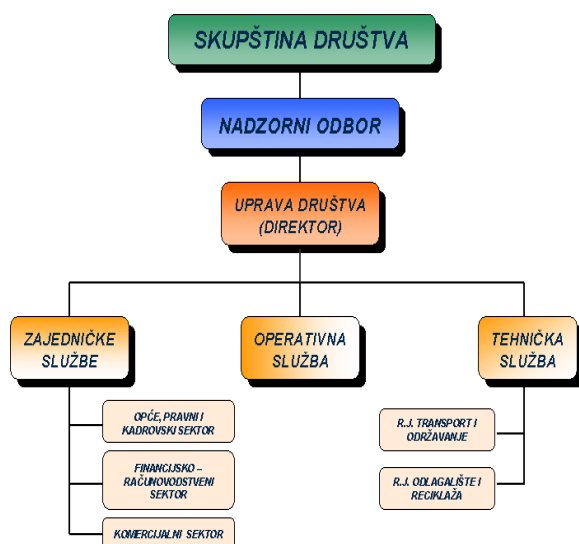 SKUPŠTINA DRUŠTVA
NADZORNI ODBOR
UPRAVA DRUŠTVA
(DIREKTOR)
ZAJEDNIČKE
SLUŽBE
OPERATIVNA
SLUŽBA
TEHNIČKA
SLUŽBA
OPĆE, PRAVNI I
KADROVSKI SEKTOR
FINANCIJSKO –
RAČUNOVODSTVENI
SEKTOR
KOMERCIJALNI SEKTOR
R.J. TRANSPORT I
ODRŽAVANJE
R.J. ODLAGALIŠTE I
RECIKLAŽA